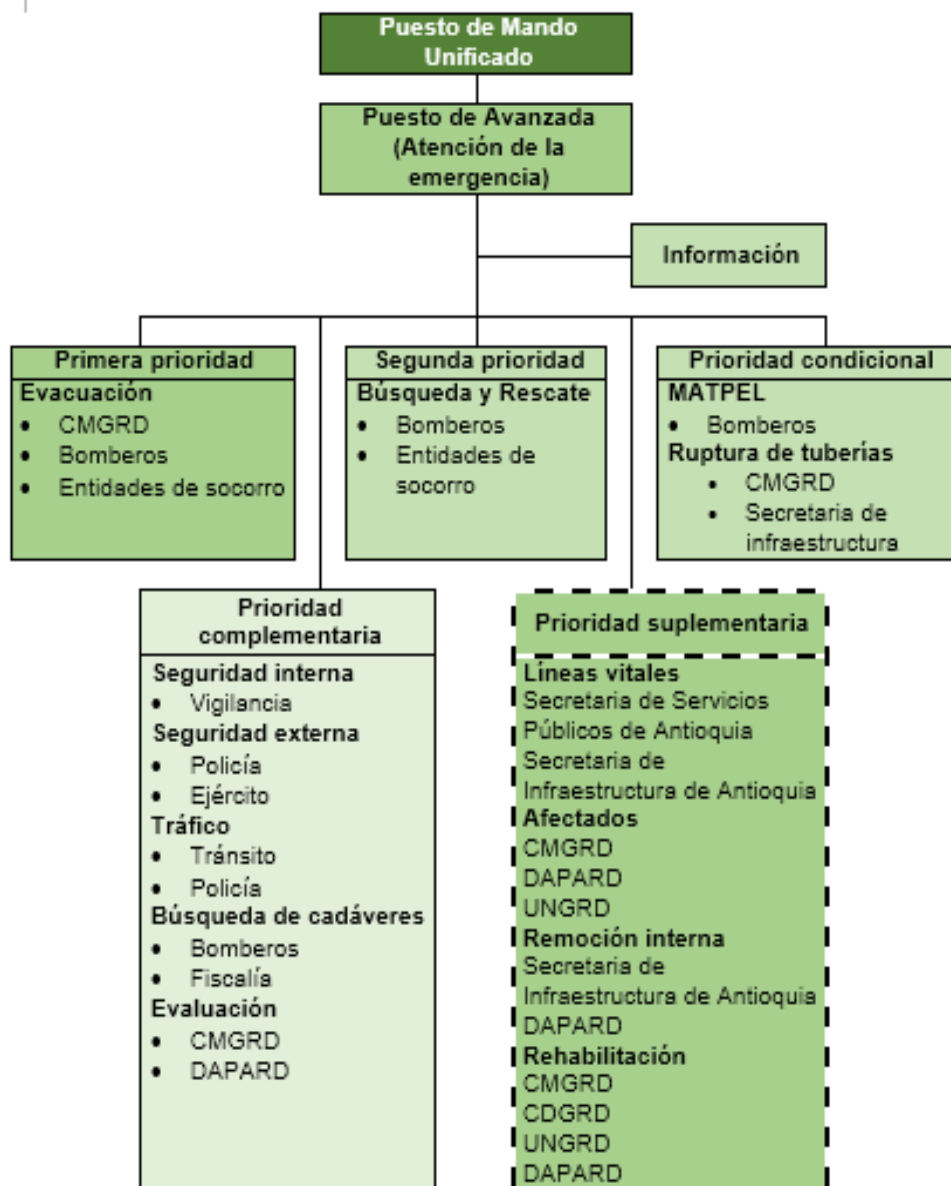 Puesto de Mando
Unificado
Puesto de Avanzada
(Atención de la
emergencia)
Información
Primera prioridad
Evacuación
• CMGRD
• Bomberos
• Entidades de socorro
Segunda prioridad
Búsqueda y Rescate
• Bomberos
• Entidades de
socorro
Prioridad condicional
MATPEL
• Bomberos
Ruptura de tuberías
• CMGRD
• Secretaria de
infraestructura
Prioridad
complementaria
Seguridad interna
• Vigilancia
Seguridad externa
• Policía
• Ejército
Tráfico
• Tránsito
• Policía
Búsqueda de cadáveres
• Bomberos
• Fiscalía
Evaluación
• CMGRD
• DAPARD
Prioridad suplementaria
Líneas vitales
Secretaria de Servicios
Públicos de Antioquia
Secretaria de
Infraestructura de Antioquia
Afectados
CMGRD
DAPARD
UNGRD
Remoción interna
Secretaria de
Infraestructura de Antioquia
DAPARD
Rehabilitación
CMGRD
CDGRD
UNGRD
DAPARD